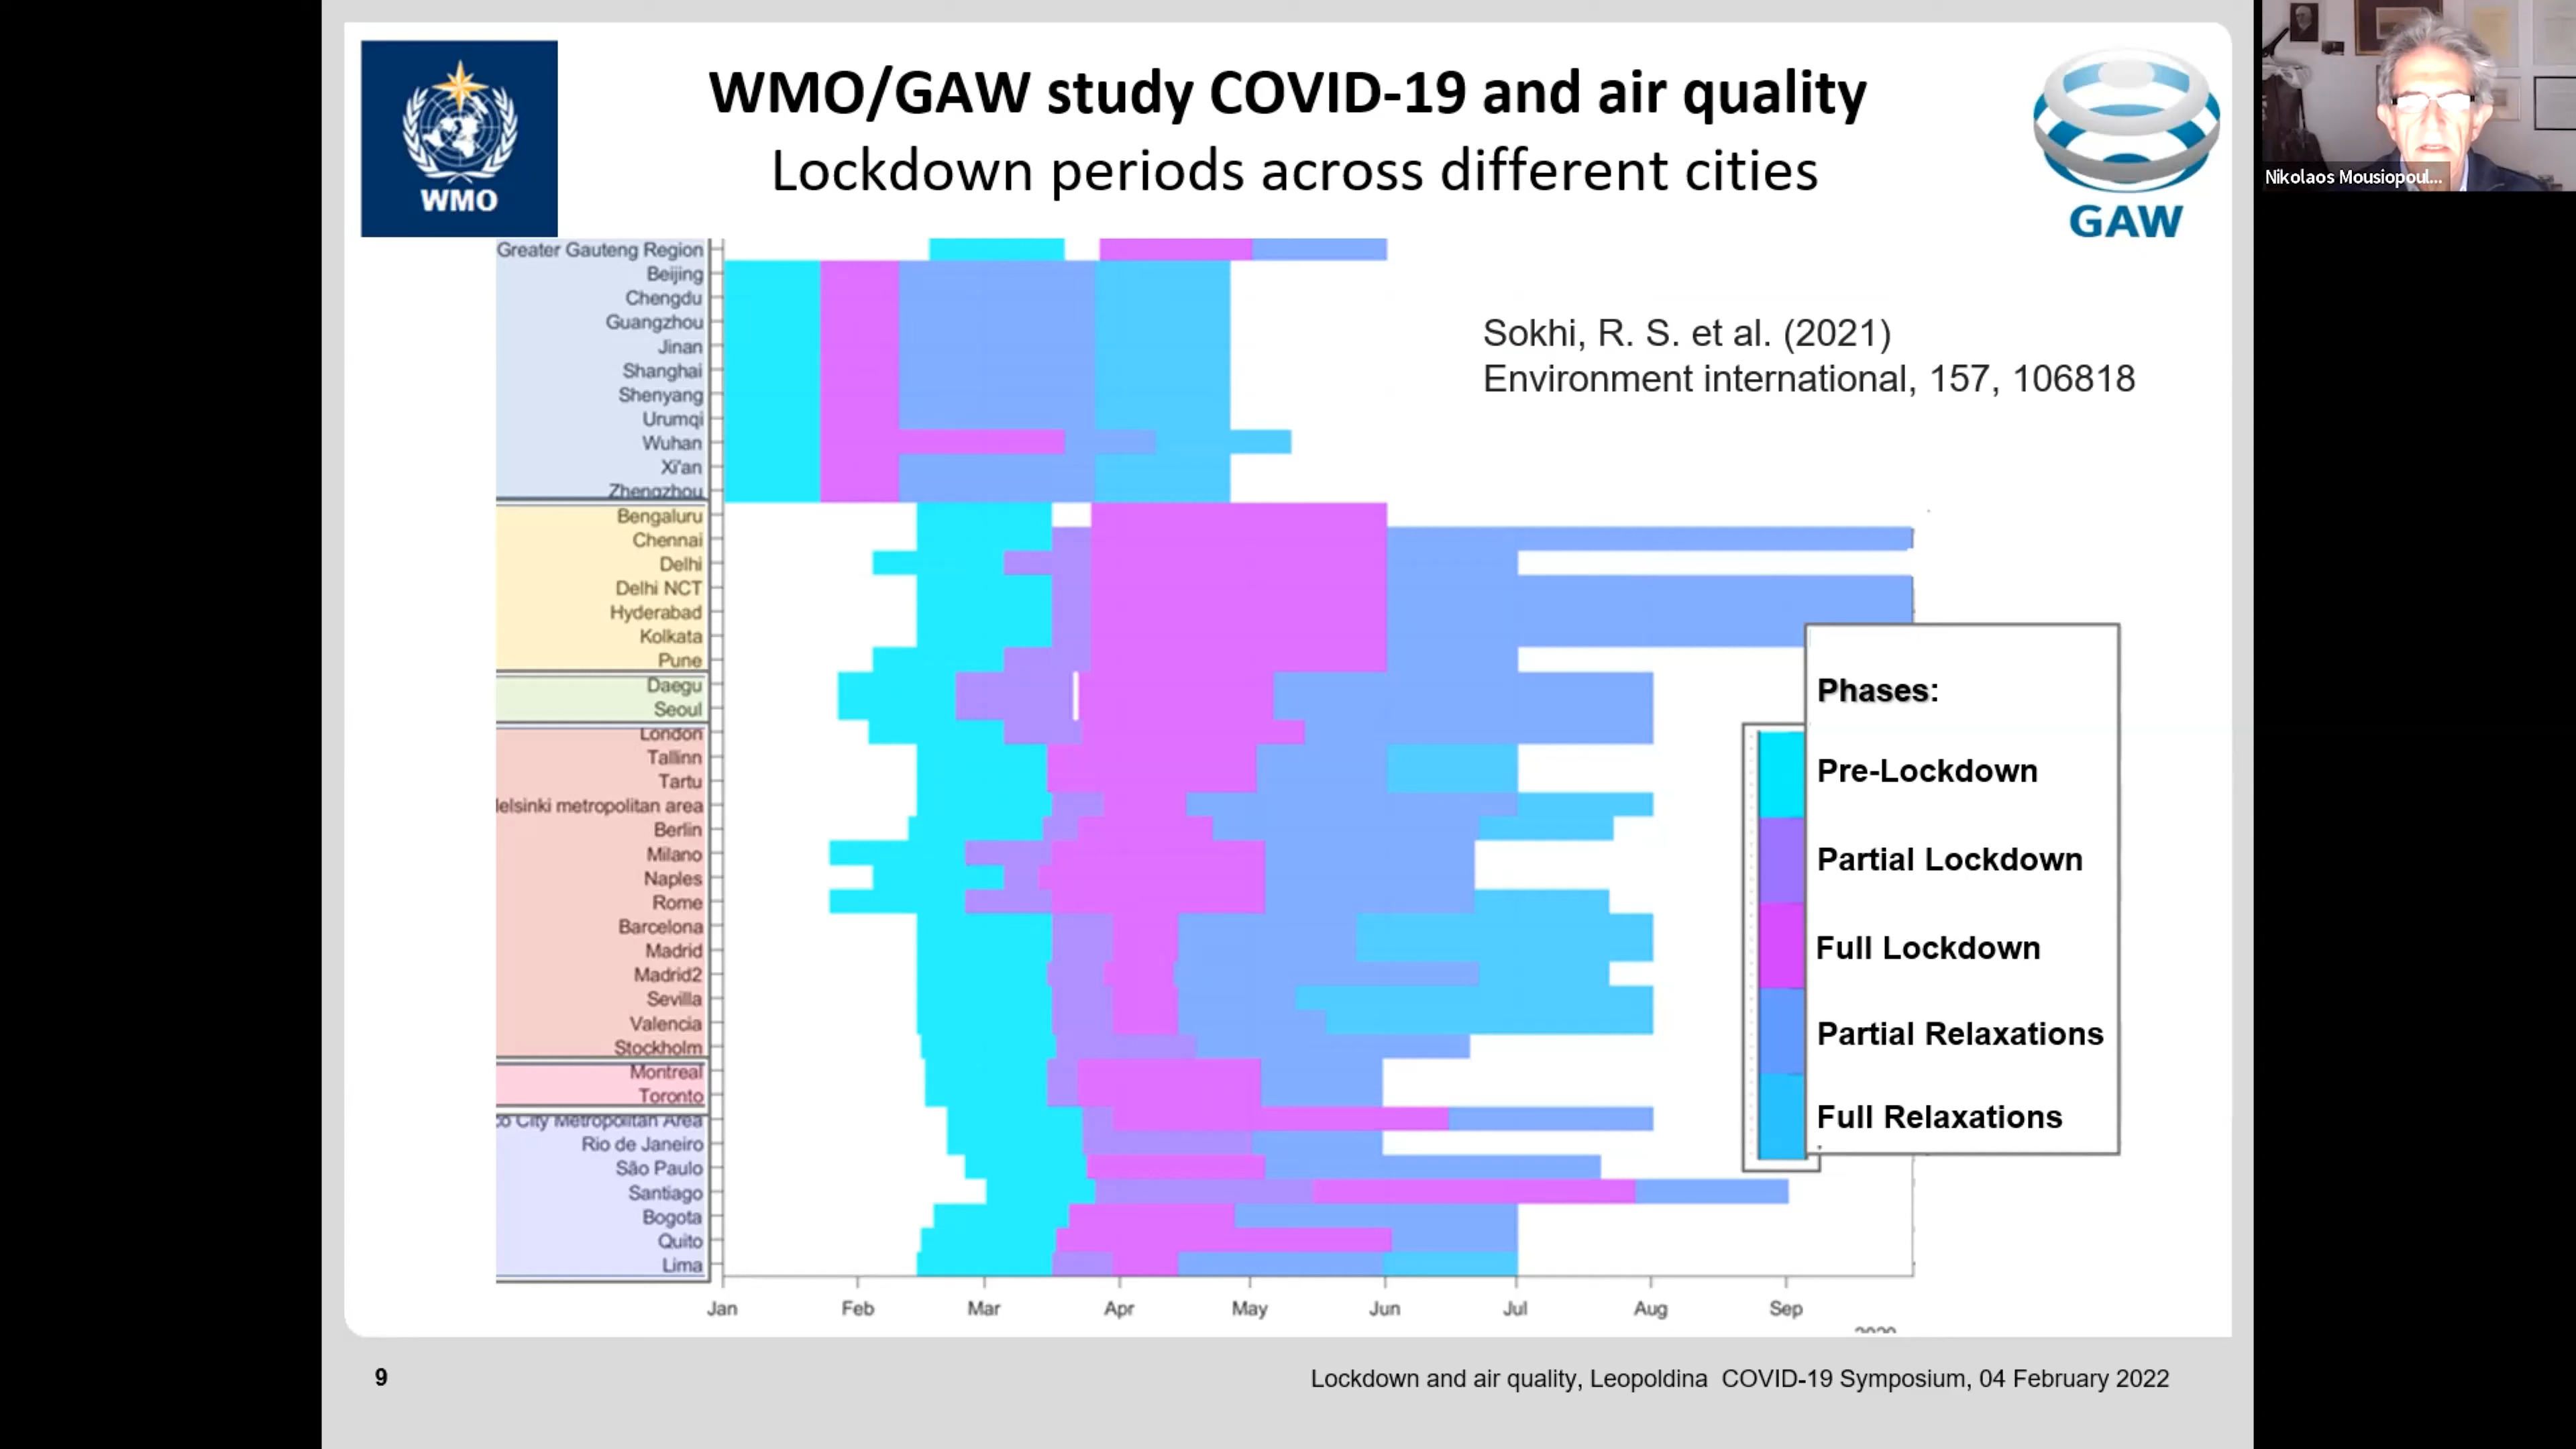 WMO/GAW study COVID-19 and air quality
Lockdown periods across different cities
WMO
GAW
Nikolaos Mousiopoul...
Sokhi, R. S. et al. (2021)
Environment international, 157, 106818
Greater Gauteng Region
Beijing
Chengdu
Guangzhou
Jinan
Shanghai
Shenyang
Urumqi
Wuhan
Xi'an
Zhengzhou
Bengaluru
Chennai
Delhi
Delhi NCT
Hyderabad
Kolkata
Pune
Daegu
Seoul
London
Tallinn
Tartu
elsinki metropolitan area
Berlin
Milano
Naples
Rome
Barcelona
Madrid
Madrid2
Sevilla
Valencia
Stockholm
Montreal
Toronto
co City Metropolitan Area
Rio de Janeiro
São Paulo
Santiago
Bogota
Quito
Lima
Jan Feb Mar Apr May Jun Jul Aug Sep
2020
Phases:
Pre-Lockdown
Partial Lockdown
Full Lockdown
Partial Relaxations
Full Relaxations
9
Lockdown and air quality, Leopoldina COVID-19 Symposium, 04 February 2022